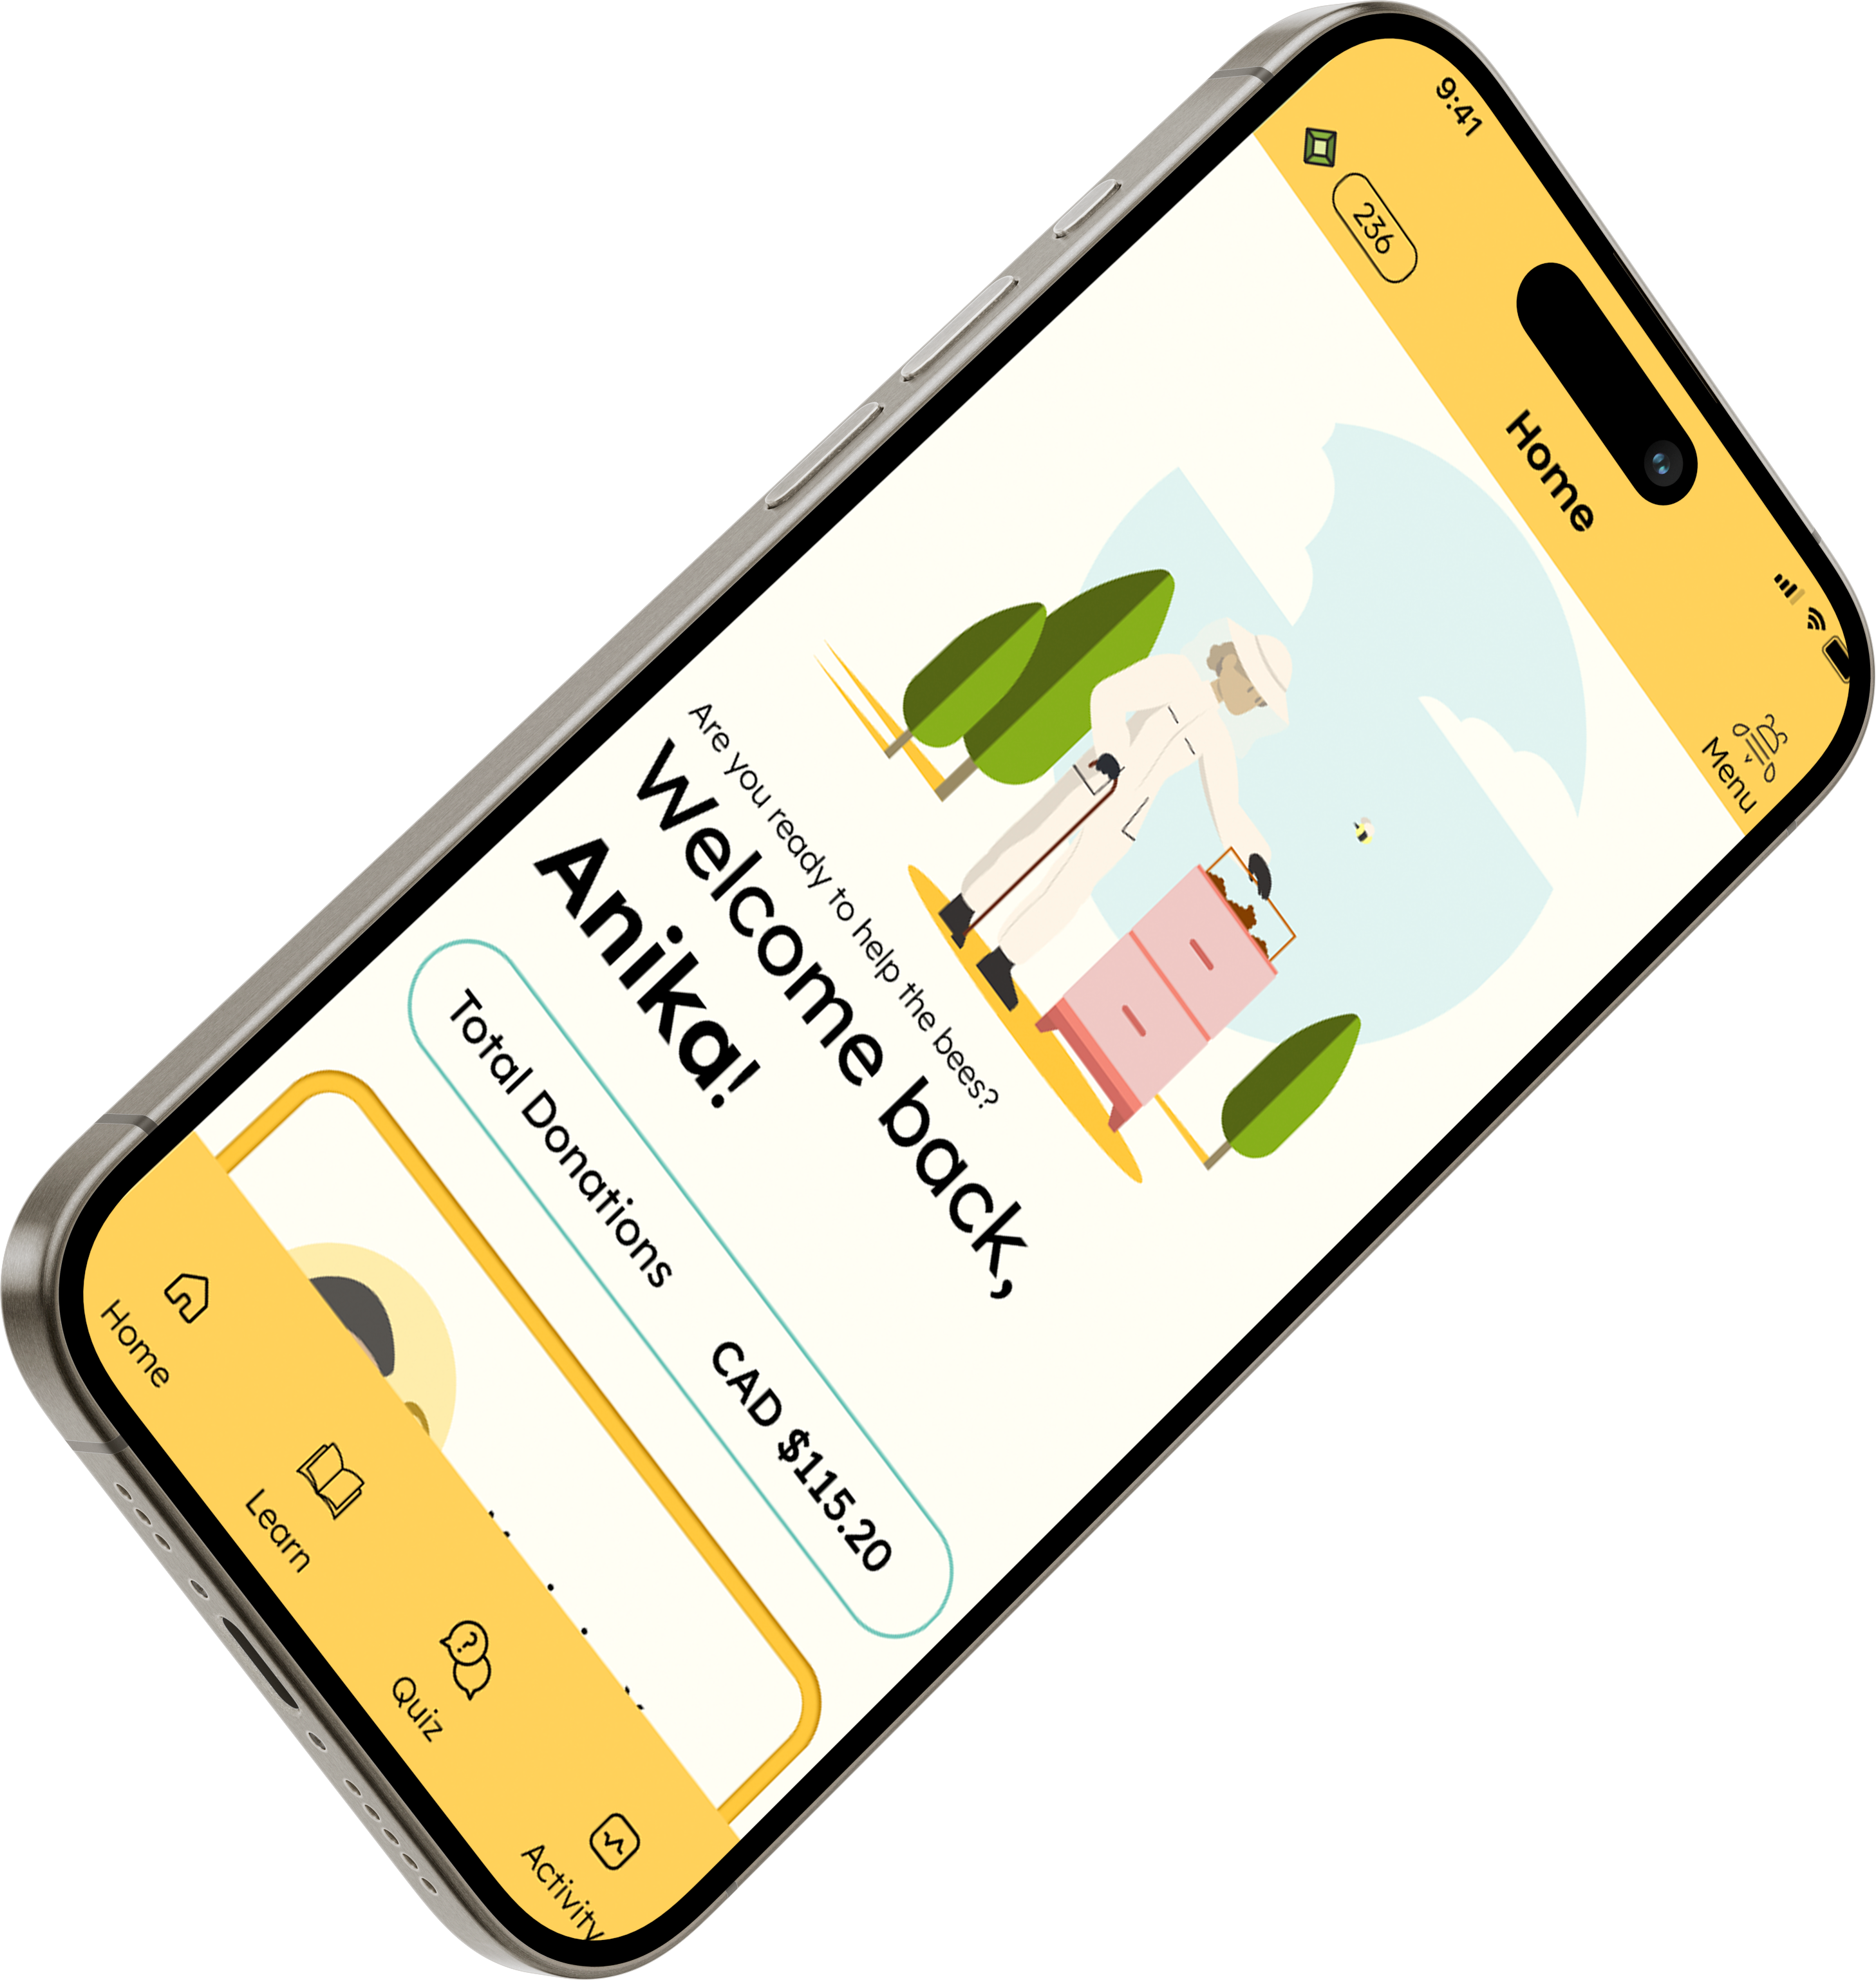 9:41
236
Home
Menu
Are you ready to help the bees?
Welcome back,
Anika!
Total Donations CAD $115.20
Home
Learn
Quiz
Activity